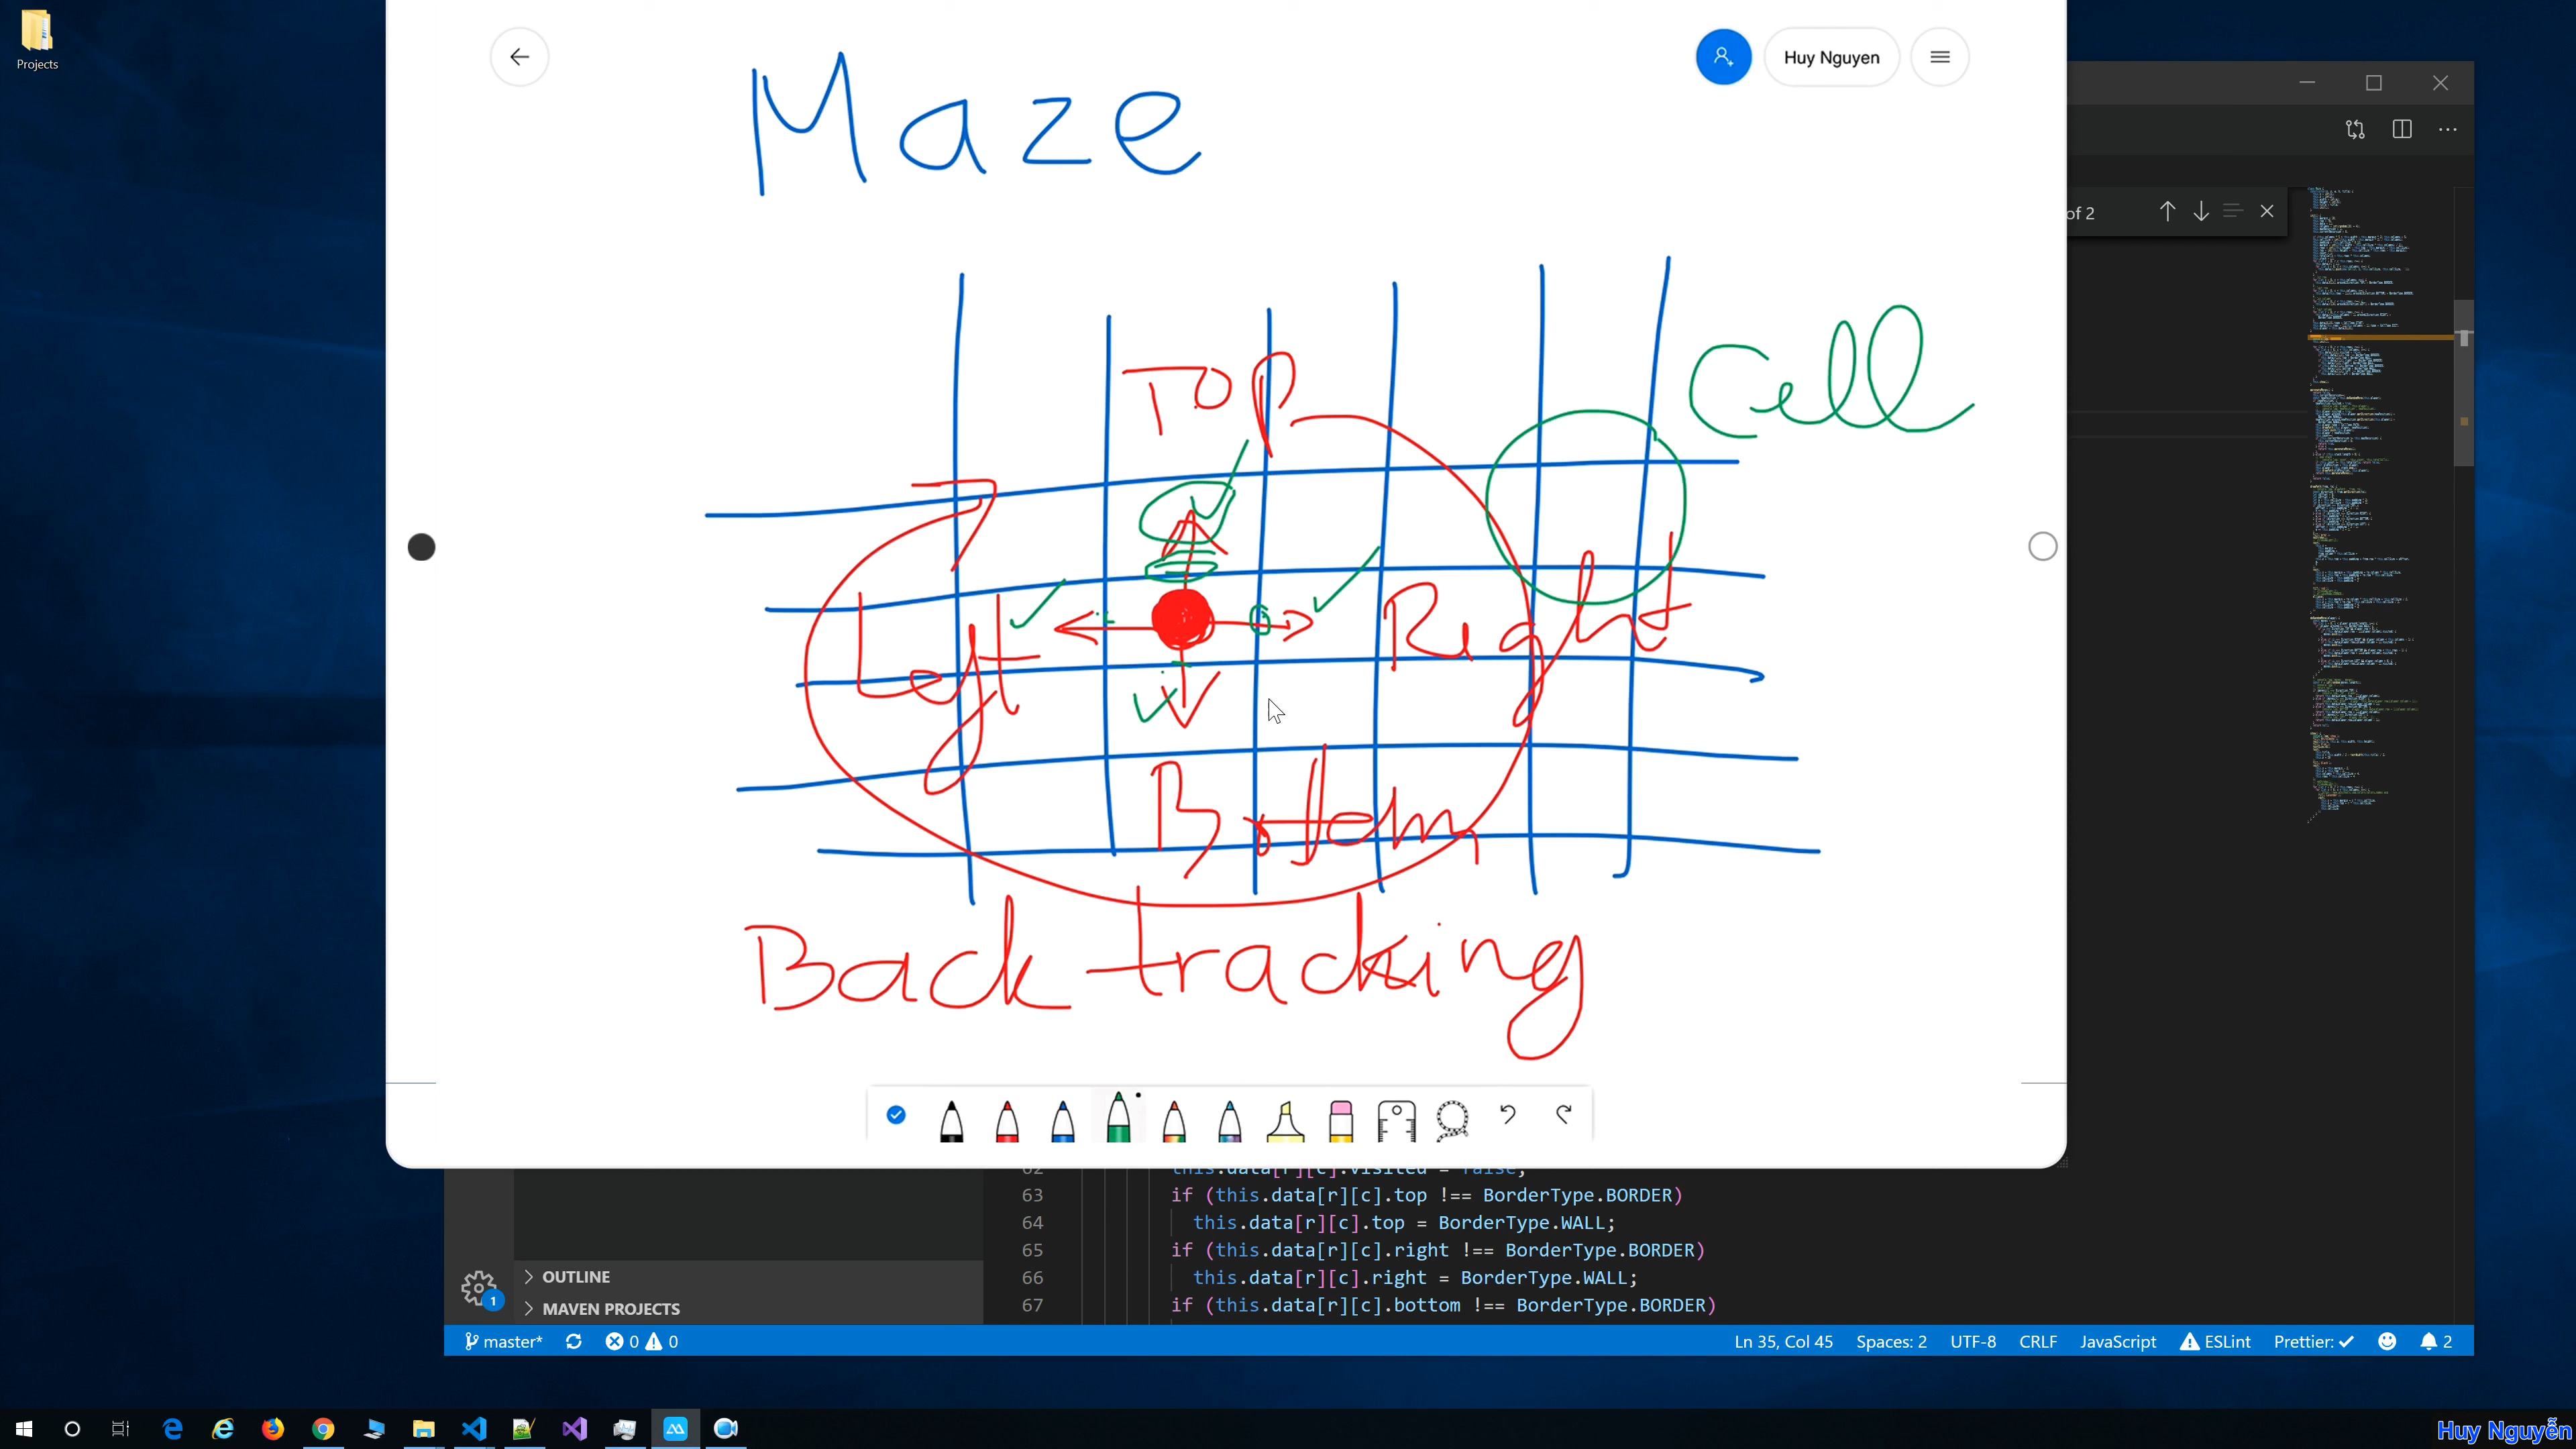 Projects
Huy Nguyen
Maze
of 2
Cell
TOP
Left
Right
Bottom
Back tracking
62 this.data[r][c].visited = false;
63 if (this.data[r][c].top !== BorderType.BORDER)
64 this.data[r][c].top = BorderType.WALL;
65 if (this.data[r][c].right !== BorderType.BORDER)
66 this.data[r][c].right = BorderType.WALL;
67 if (this.data[r][c].bottom !== BorderType.BORDER)
OUTLINE
1
MAVEN PROJECTS
master* 0 0 Ln 35, Col 45 Spaces: 2 UTF-8 CRLF JavaScript ESLint Prettier: ✓ 2
Huy Nguyễn